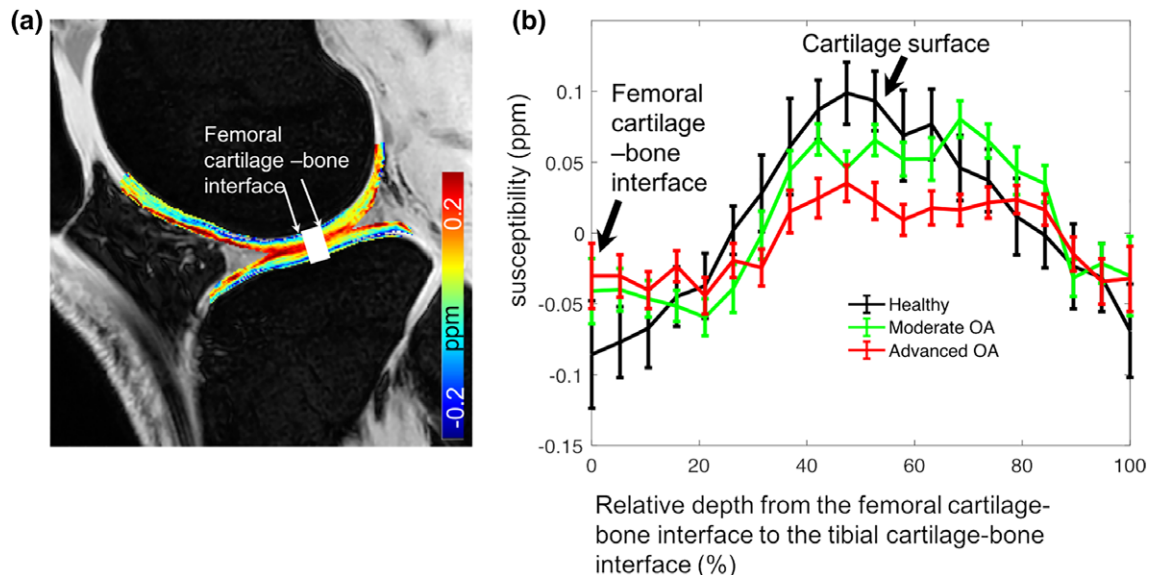 (a)
Femoral
cartilage –bone
interface
0.2
ppm
-0.2
(b)
Cartilage surface
Femoral
cartilage
–bone
interface
susceptibility (ppm)
0.1
0.05
0
-0.05
-0.1
-0.15
Healthy
Moderate OA
Advanced OA
0
20
40
60
80
100
Relative depth from the femoral cartilage-
bone interface to the tibial cartilage-bone
interface (%)